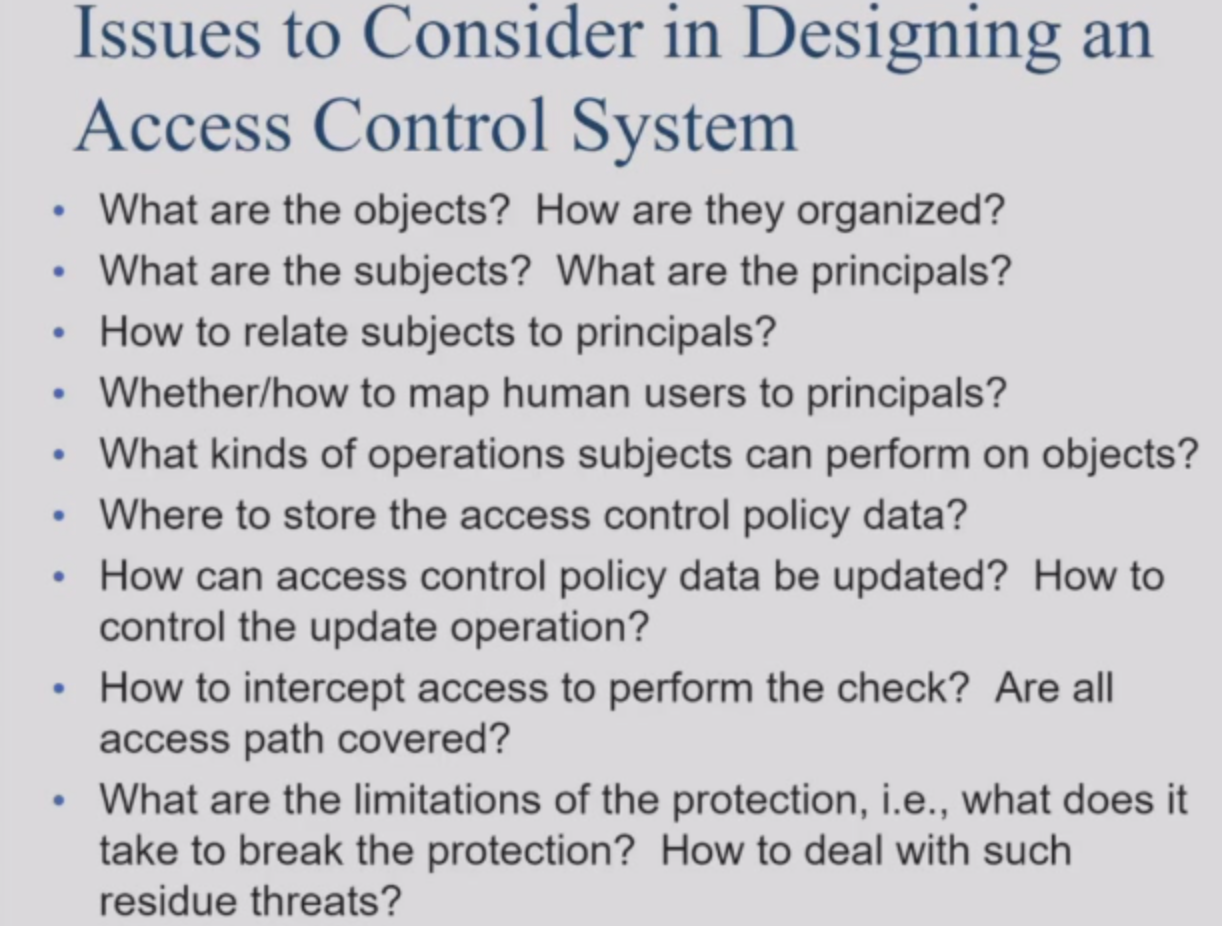 Issues to Consider in Designing an
Access Control System
• What are the objects?  How are they organized?
• What are the subjects?  What are the principals?
• How to relate subjects to principals?
• Whether/how to map human users to principals?
• What kinds of operations subjects can perform on objects?
• Where to store the access control policy data?
• How can access control policy data be updated?  How to
control the update operation?
• How to intercept access to perform the check?  Are all
access path covered?
• What are the limitations of the protection, i.e., what does it
take to break the protection?  How to deal with such
residue threats?